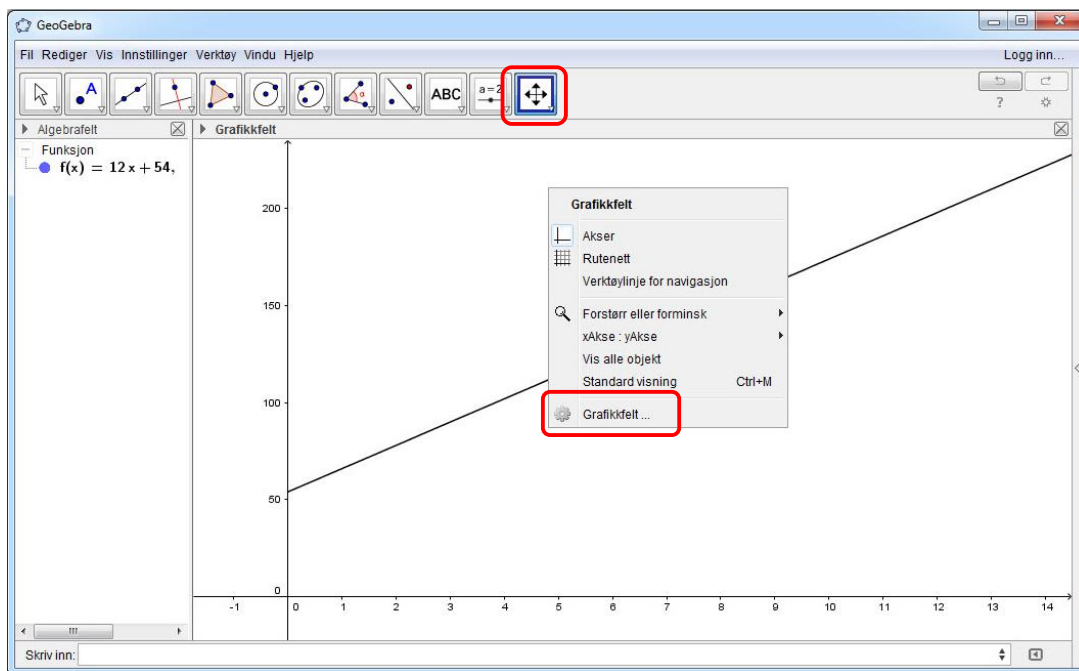 GeoGebra
Fil Rediger Vis Innstillinger Verktøy Vindu Hjelp Logg inn...
A ABC a=2
Algebrafelt
Grafikkfelt
Funksjon
f(x) = 12 x + 54,
Grafikkfelt
Akser
Rutenett
Verktøylinje for navigasjon
Forstørr eller forminsk
xAkse : yAkse
Vis alle objekt
Standard visning Ctrl+M
Grafikkfelt ...
200
150
100
50
0
-1 0 1 2 3 4 5 6 7 8 9 10 11 12 13 14
Skriv inn: